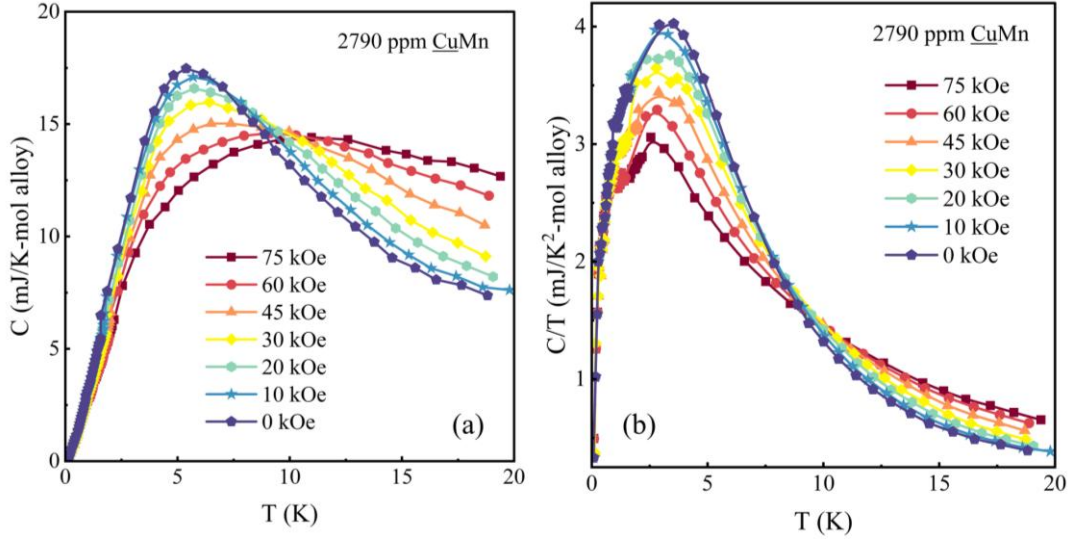 20
15
10
5
0
C (mJ/K-mol alloy)
2790 ppm CuMn
75 kOe
60 kOe
45 kOe
30 kOe
20 kOe
10 kOe
0 kOe
(a)
0 5 10 15 20
T (K)
4
3
2
1
C/T (mJ/K²-mol alloy)
2790 ppm CuMn
75 kOe
60 kOe
45 kOe
30 kOe
20 kOe
10 kOe
0 kOe
(b)
0 5 10 15 20
T (K)